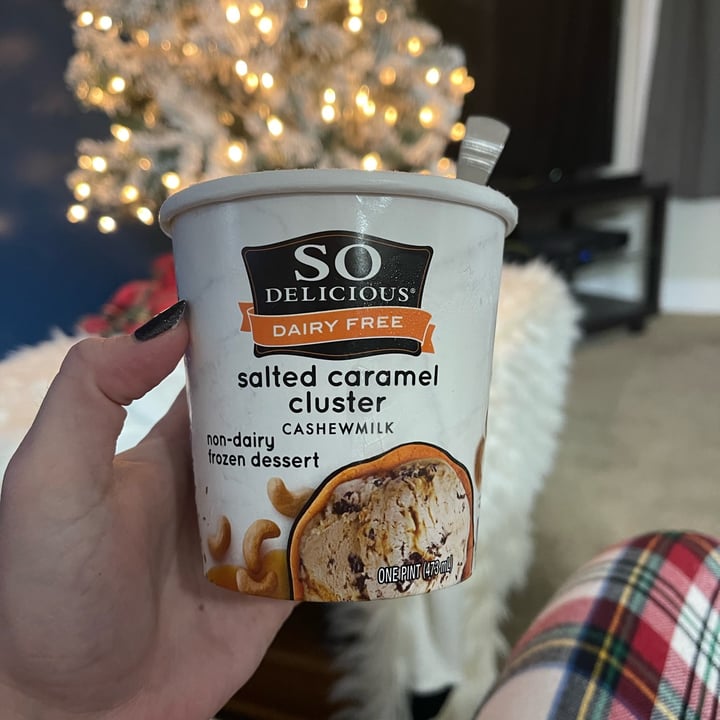 SO
DELICIOUS®
DAIRY FREE
salted caramel
cluster
CASHEWMILK
non-dairy
frozen dessert
ONE PINT (473 mL)